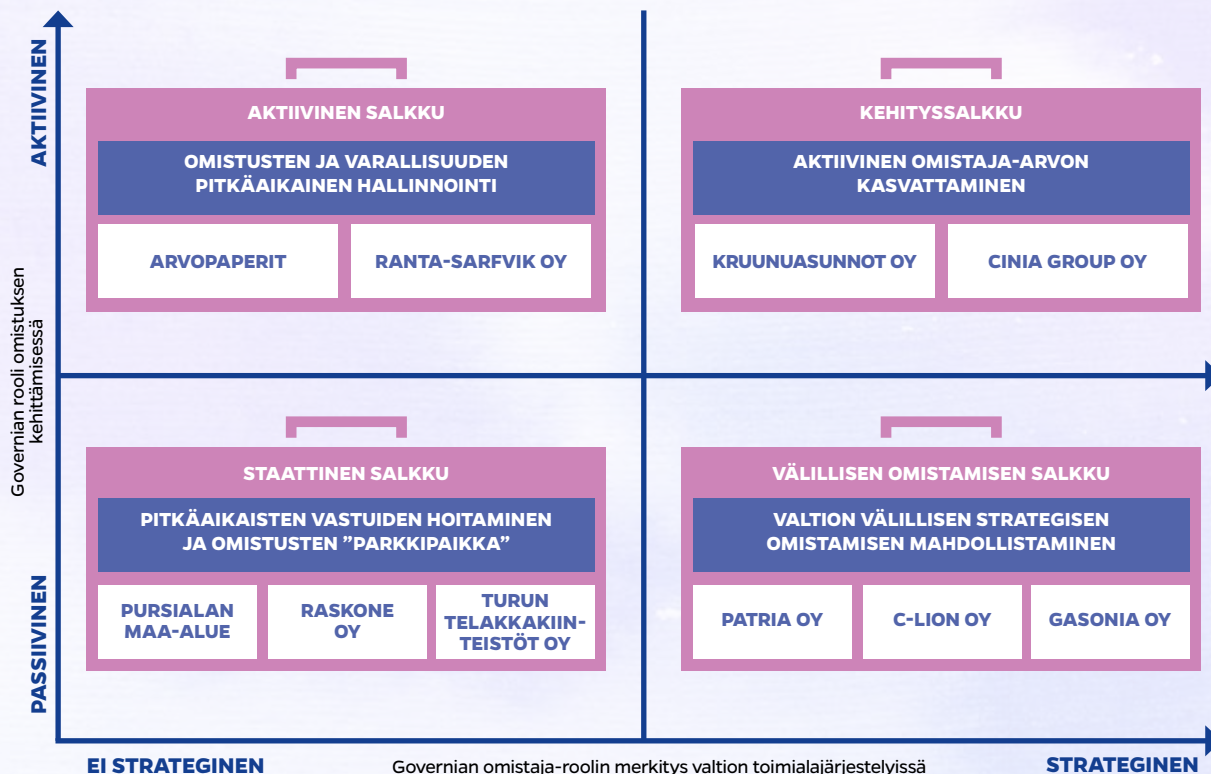 AKTIIVINEN
AKTIIVINEN SALKKU
OMISTUSTEN JA VARALLISUUDEN
PITKÄAIKAINEN HALLINNOINTI
ARVOPAPERIT
RANTA-SARFVIK OY
KEHITYSSALKKU
AKTIIVINEN OMISTAJA-ARVON
KASVATTAMINEN
KRUUNUASUNNOT OY
CINIA GROUP OY
Governian rooli omistuksen
kehittämisessä
PASSIIVINEN
STAATTINEN SALKKU
PITKÄAIKAISTEN VASTUIDEN HOITAMINEN
JA OMISTUSTEN ”PARKKIPAIKKA”
PURSIALAN
MAA-ALUE
RASKONE
OY
TURUN
TELAKKAKIIN-
TEISTÖT OY
VÄLILLISEN OMISTAMISEN SALKKU
VALTION VÄLILLISEN STRATEGISEN
OMISTAMISEN MAHDOLLISTAMINEN
PATRIA OY
C-LION OY
GASONIA OY
EI STRATEGINEN
Governian omistaja-roolin merkitys valtion toimialajärjestelyissä
STRATEGINEN